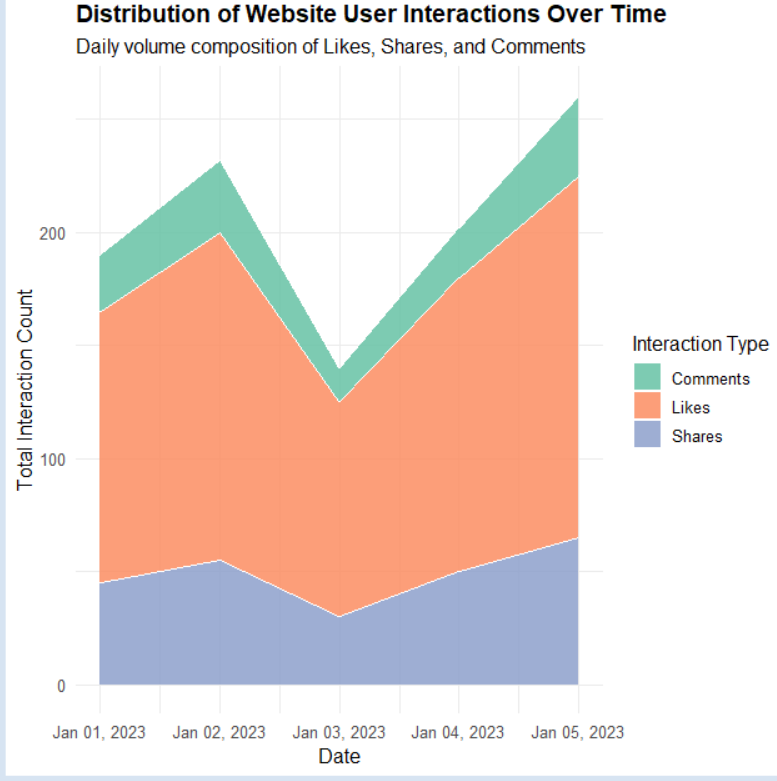 Distribution of Website User Interactions Over Time
Daily volume composition of Likes, Shares, and Comments
Total Interaction Count
200
100
0
Jan 01, 2023 Jan 02, 2023 Jan 03, 2023 Jan 04, 2023 Jan 05, 2023
Date
Interaction Type
Comments
Likes
Shares